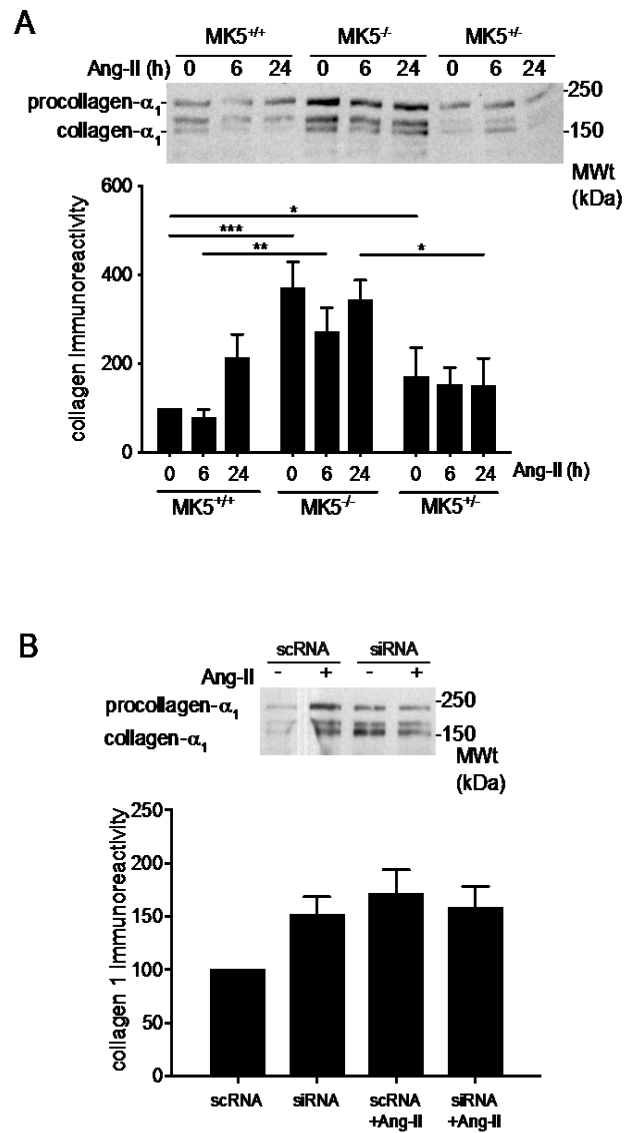 A
MK5+/+ MK5-/- MK5+/-
Ang-II (h) 0 6 24 0 6 24 0 6 24
-250
procollagen-α1-
collagen-α1- -150
MWt
(kDa)
600
400
200
0
collagen Immunoreactivity
*
***
** *
0 6 24 0 6 24 0 6 24 Ang-II (h)
MK5+/+ MK5-/- MK5+/-
B
scRNA siRNA
Ang-II - + - +
procollagen-α1 -250
collagen-α1 -150
MWt
(kDa)
250
200
150
100
50
0
collagen 1 Immunoreactivity
scRNA siRNA scRNA siRNA
+Ang-II +Ang-II